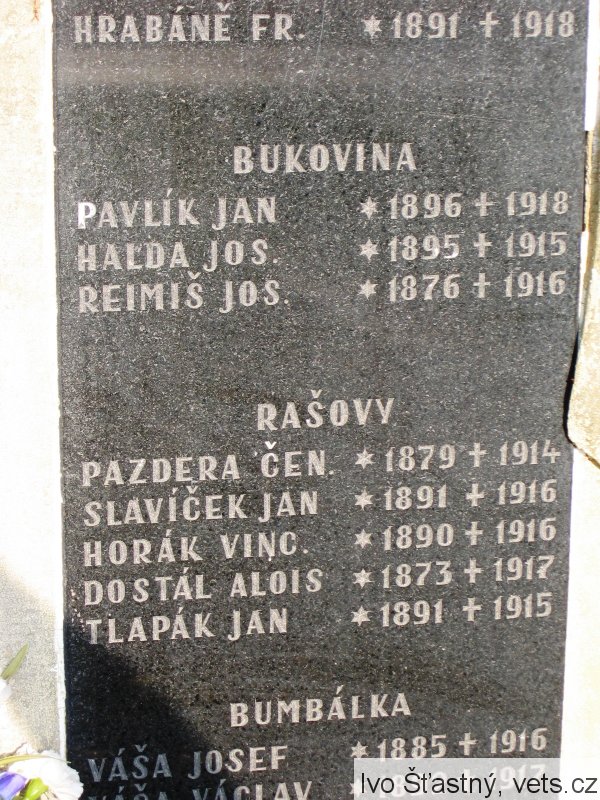 HRABÁNĚ FR. * 1891 + 1918
BUKOVINA
PAVLÍK JAN * 1896 + 1918
HALDA JOS. * 1895 + 1915
REIMIŠ JOS. * 1876 + 1916
RAŠOVY
PAZDERA ČEN. * 1879 + 1914
SLAVÍČEK JAN * 1891 + 1916
HORÁK VINC. * 1890 + 1916
DOSTÁL ALOIS * 1873 + 1917
TLAPÁK JAN * 1891 + 1915
BUMBÁLKA
VÁŠA JOSEF * 1885 + 1916
VÁŠA VÁCLAV
Ivo Šťastný, vets.cz